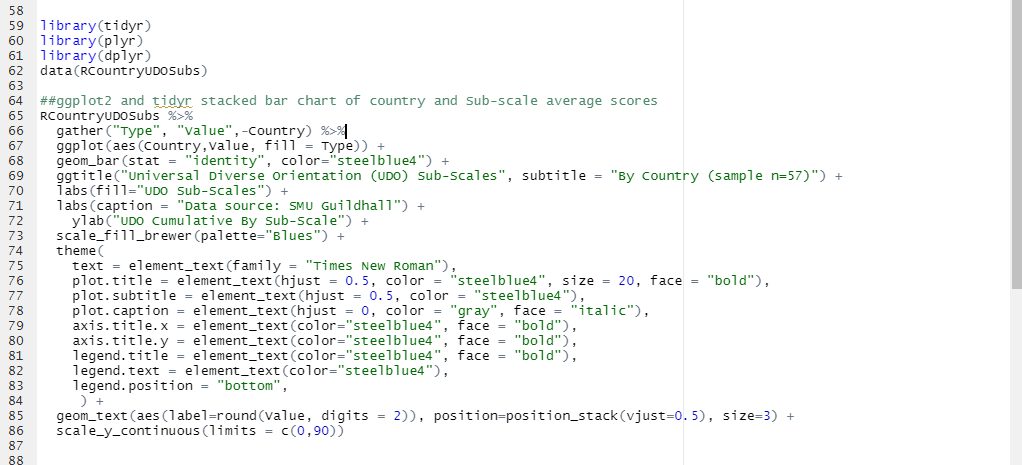 58
59 library(tidyr)
60 library(plyr)
61 library(dplyr)
62 data(RCountryUDOSubs)
63
64 ##ggplot2 and tidyr stacked bar chart of country and Sub-scale average scores
65 RCountryUDOSubs %>%
66 gather("Type", "Value",-Country) %>%
67 ggplot(aes(Country,Value, fill = Type)) +
68 geom_bar(stat = "identity", color="steelblue4") +
69 ggtitle("Universal Diverse Orientation (UDO) Sub-Scales", subtitle = "By Country (sample n=57)") +
70 labs(fill="UDO Sub-Scales") +
71 labs(caption = "Data source: SMU Guildhall") +
72 ylab("UDO Cumulative By Sub-Scale") +
73 scale_fill_brewer(palette="Blues") +
74 theme(
75 text = element_text(family = "Times New Roman"),
76 plot.title = element_text(hjust = 0.5, color = "steelblue4", size = 20, face = "bold"),
77 plot.subtitle = element_text(hjust = 0.5, color = "steelblue4"),
78 plot.caption = element_text(hjust = 0, color = "gray", face = "italic"),
79 axis.title.x = element_text(color="steelblue4", face = "bold"),
80 axis.title.y = element_text(color="steelblue4", face = "bold"),
81 legend.title = element_text(color="steelblue4", face = "bold"),
82 legend.text = element_text(color="steelblue4"),
83 legend.position = "bottom",
84 ) +
85 geom_text(aes(label=round(Value, digits = 2)), position=position_stack(vjust=0.5), size=3) +
86 scale_y_continuous(limits = c(0,90))
87
88